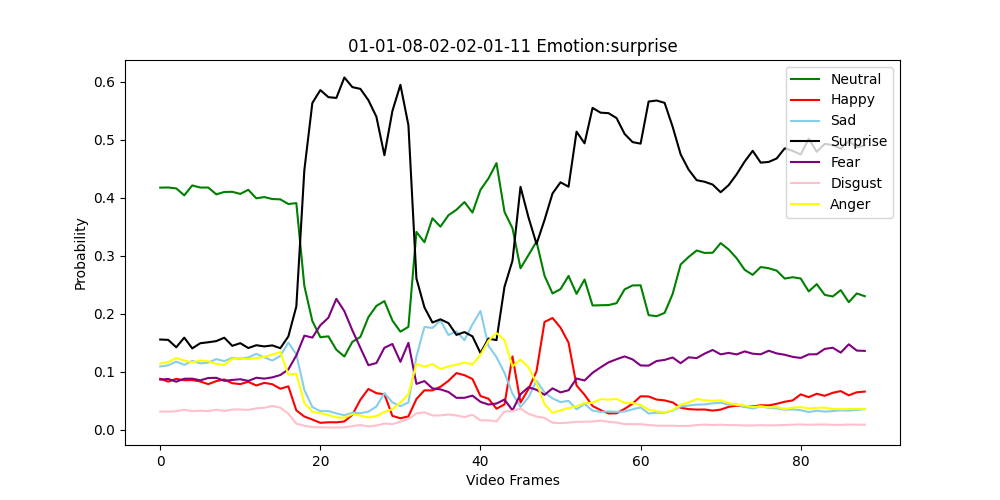 01-01-08-02-02-01-11 Emotion:surprise
Probability
0.6
0.5
0.4
0.3
0.2
0.1
0.0
0 20 40 60 80
Video Frames
Neutral
Happy
Sad
Surprise
Fear
Disgust
Anger